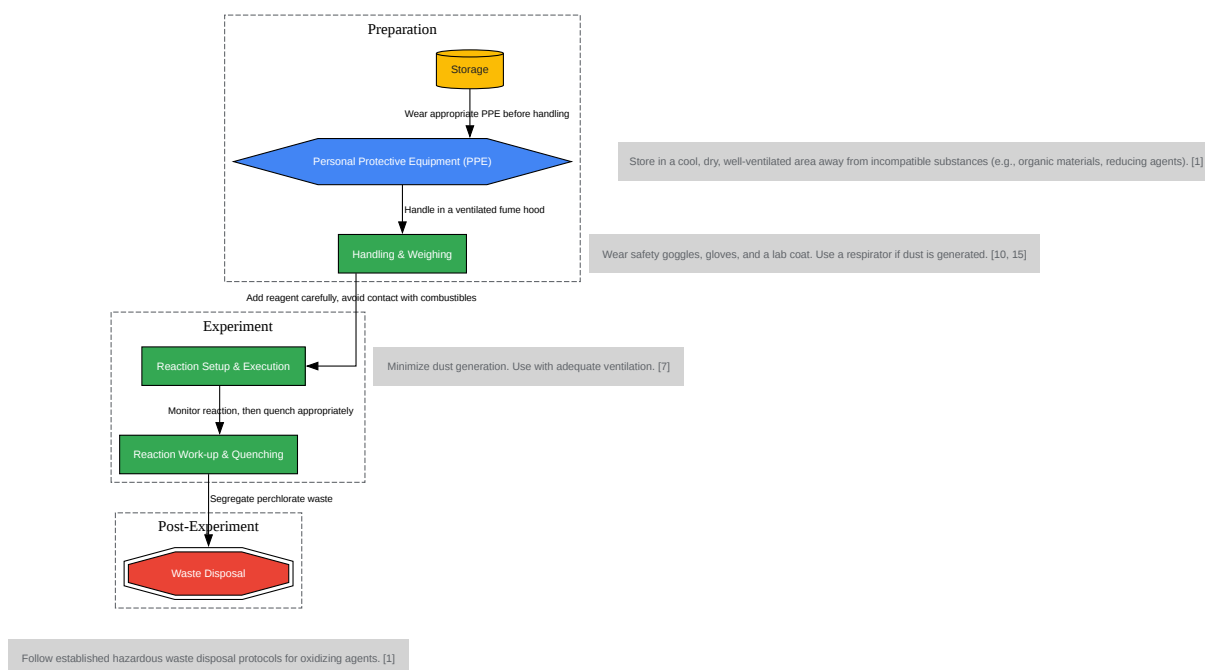 Preparation
Storage
Wear appropriate PPE before handling
Personal Protective Equipment (PPE)
Store in a cool, dry, well-ventilated area away from incompatible substances (e.g., organic materials, reducing agents). [1]
Handle in a ventilated fume hood
Handling & Weighing
Wear safety goggles, gloves, and a lab coat. Use a respirator if dust is generated. [10, 15]
Add reagent carefully, avoid contact with combustibles
Experiment
Reaction Setup & Execution
Minimize dust generation. Use with adequate ventilation. [7]
Monitor reaction, then quench appropriately
Reaction Work-up & Quenching
Segregate perchlorate waste
Post-Experiment
Waste Disposal
Follow established hazardous waste disposal protocols for oxidizing agents. [1]